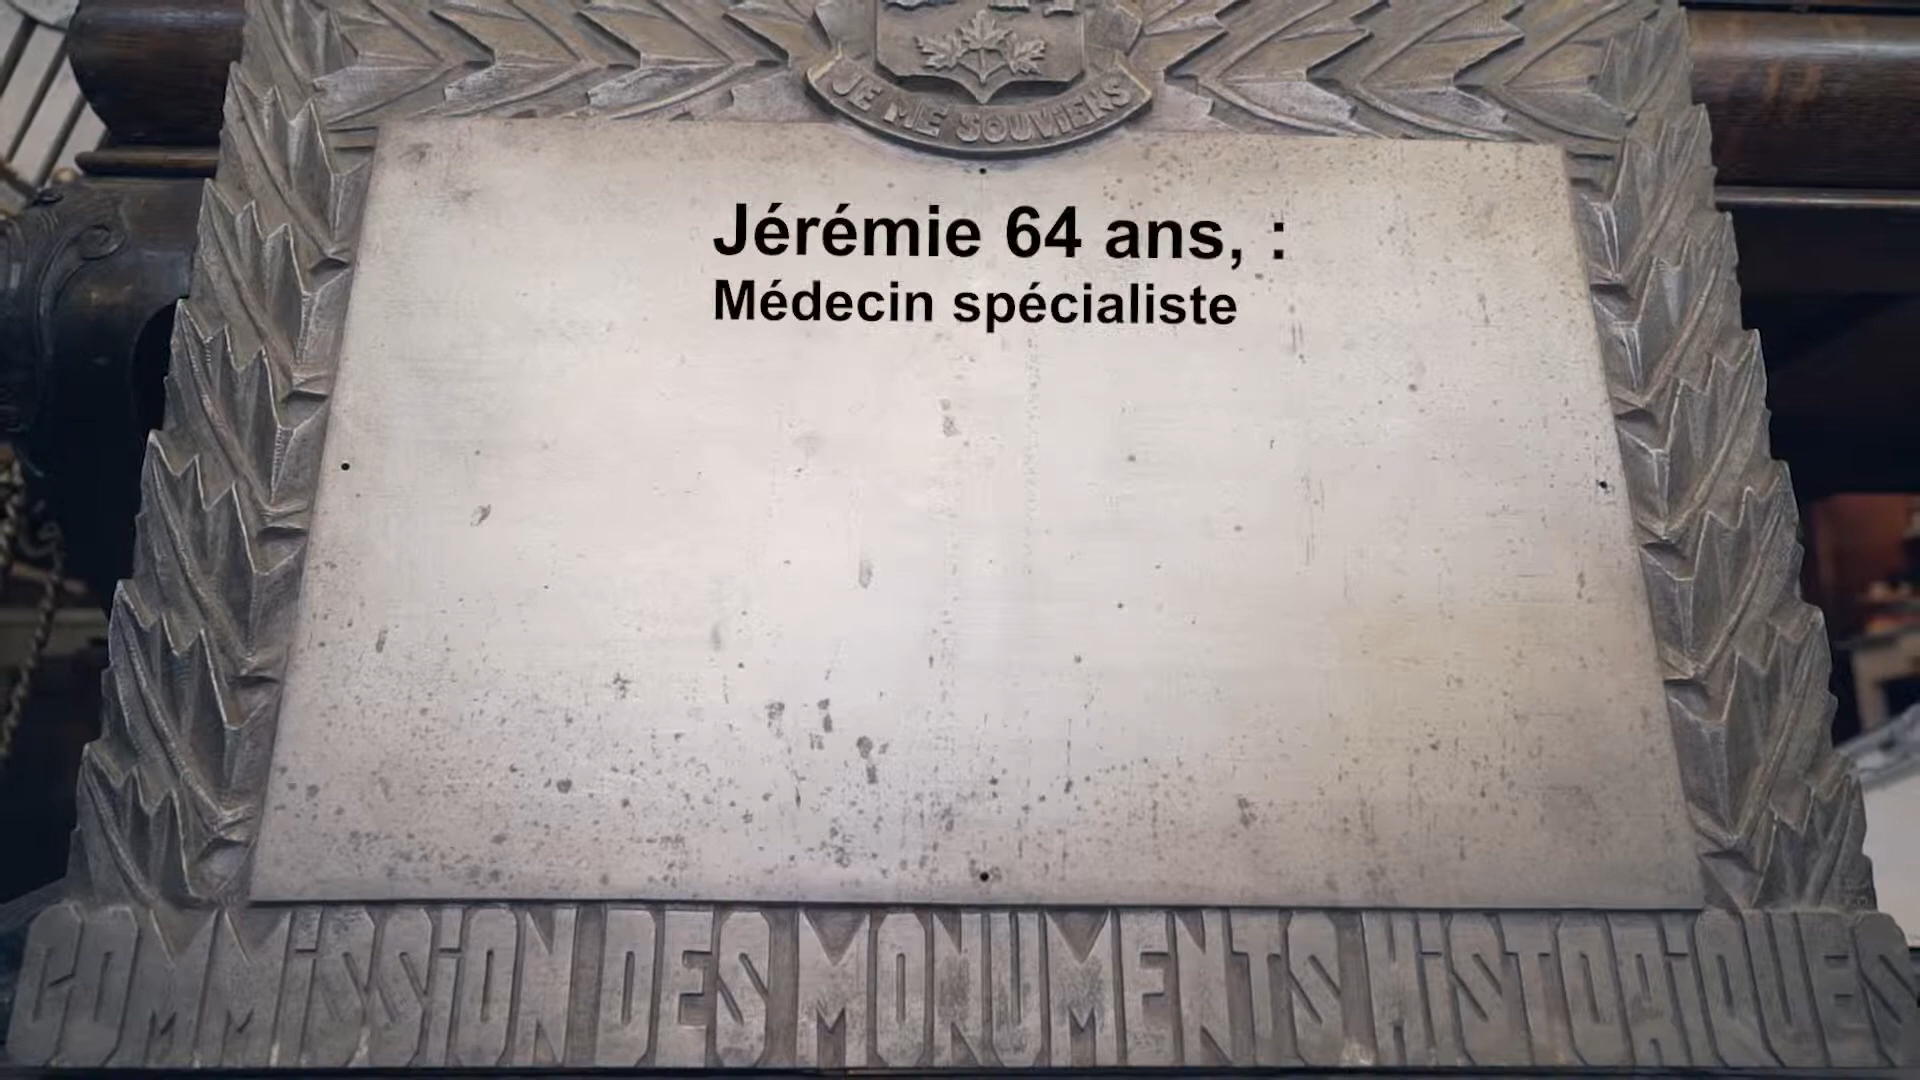 JE ME SOUVIENS
Jérémie 64 ans, :
Médecin spécialiste
COMMISSION DES MONUMENTS HISTORIQUES